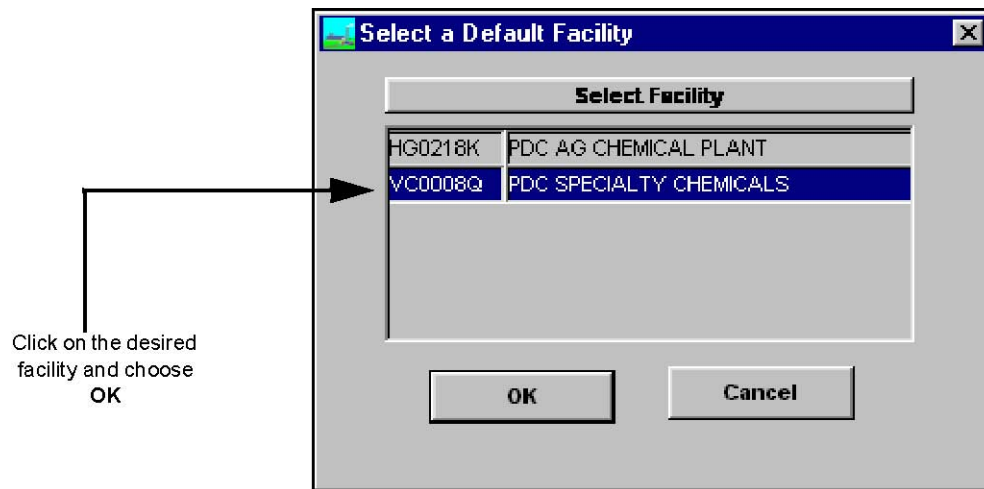 Select a Default Facility
Select Facility
HG0218K PDC AG CHEMICAL PLANT
VC0008Q PDC SPECIALTY CHEMICALS
Click on the desired
facility and choose
OK
OK Cancel